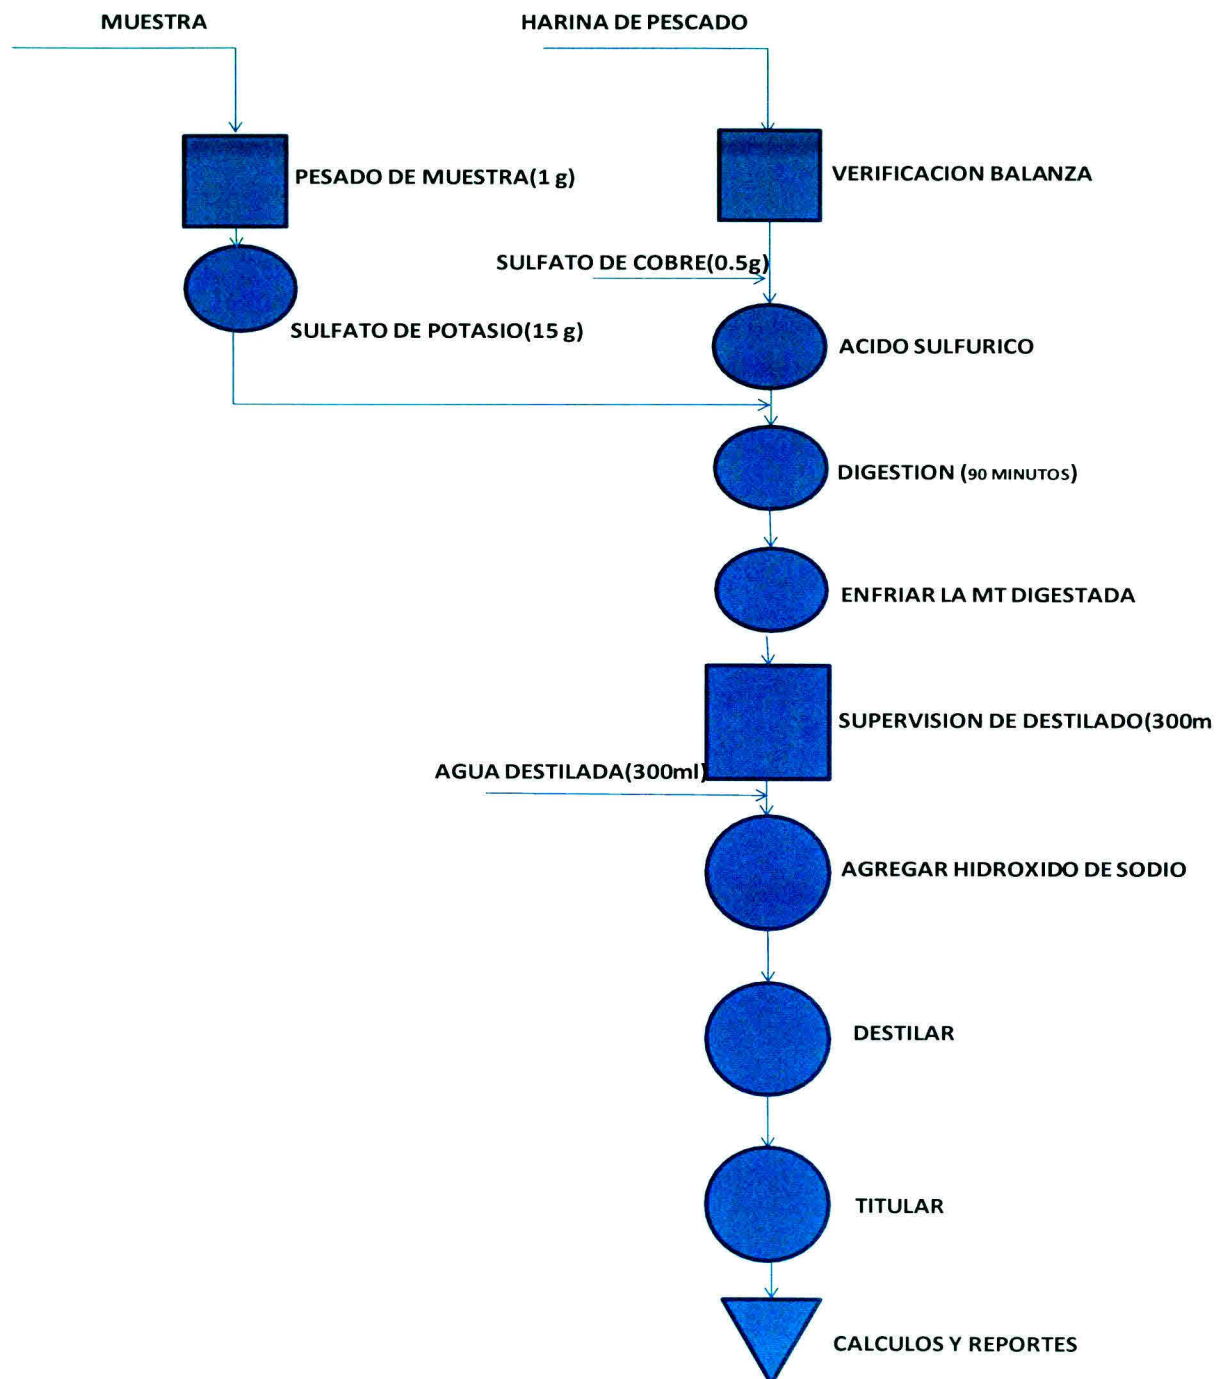 MUESTRA
HARINA DE PESCADO
PESADO DE MUESTRA(1 g)
VERIFICACION BALANZA
SULFATO DE COBRE(0.5g)
SULFATO DE POTASIO(15 g)
ACIDO SULFURICO
DIGESTION (90 MINUTOS)
ENFRIAR LA MT DIGESTADA
SUPERVISION DE DESTILADO(300m
AGUA DESTILADA(300ml)
AGREGAR HIDROXIDO DE SODIO
DESTILAR
TITULAR
CALCULOS Y REPORTES